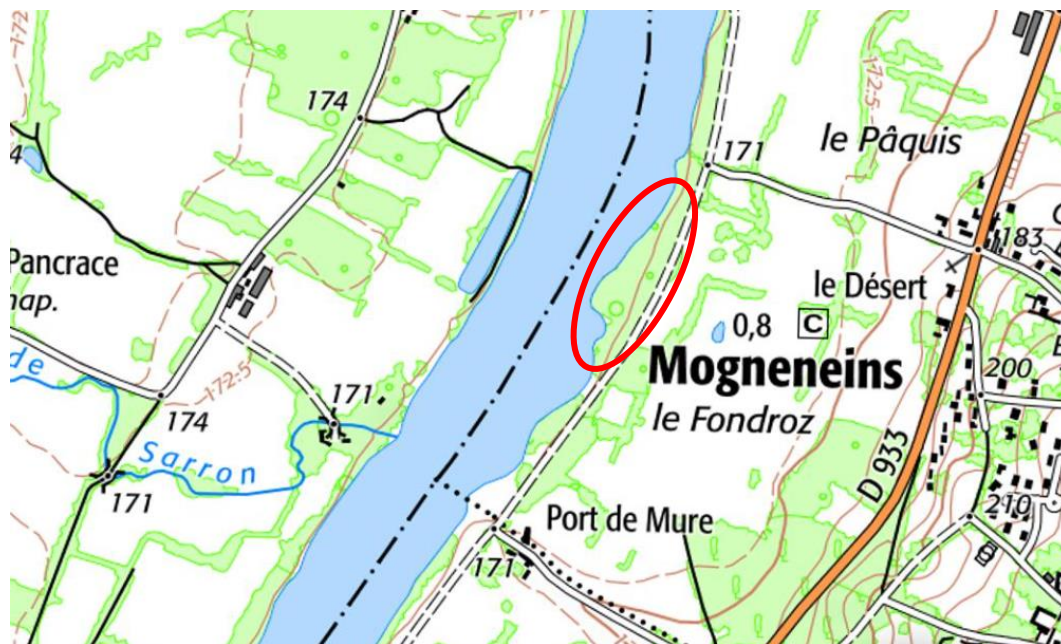 172
172.5
174
171
le Pâquis
4
183
Pancrace
hap.
le Désert
0,8
C
Mogneneins
de
172.5
171
le Fondroz
200
174
Sarron
D 933
171
210
Port de Mure
171